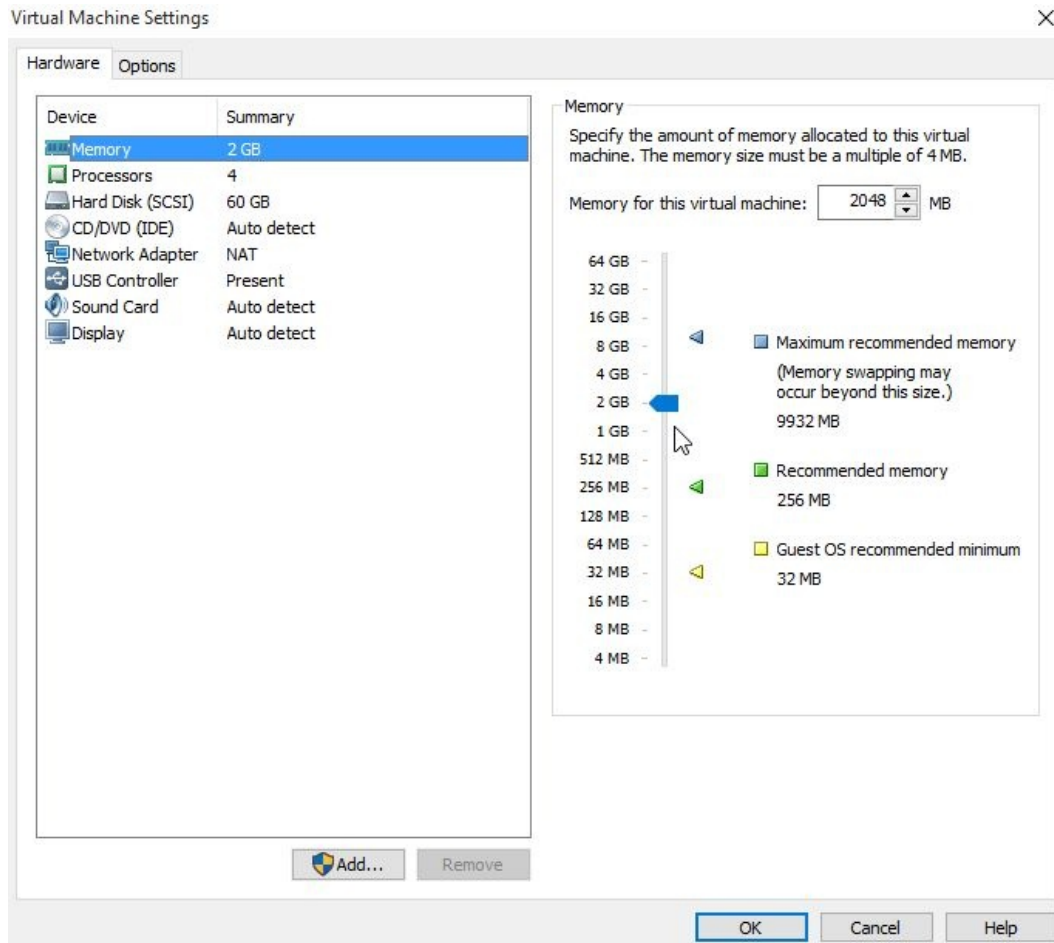 Virtual Machine Settings
Hardware Options
Device Summary
Memory 2 GB
Processors 4
Hard Disk (SCSI) 60 GB
CD/DVD (IDE) Auto detect
Network Adapter NAT
USB Controller Present
Sound Card Auto detect
Display Auto detect
Add... Remove
Memory
Specify the amount of memory allocated to this virtual
machine. The memory size must be a multiple of 4 MB.
Memory for this virtual machine: 2048 MB
64 GB
32 GB
16 GB
8 GB
4 GB
2 GB
1 GB
512 MB
256 MB
128 MB
64 MB
32 MB
16 MB
8 MB
4 MB
Maximum recommended memory
(Memory swapping may
occur beyond this size.)
9932 MB
Recommended memory
256 MB
Guest OS recommended minimum
32 MB
OK Cancel Help